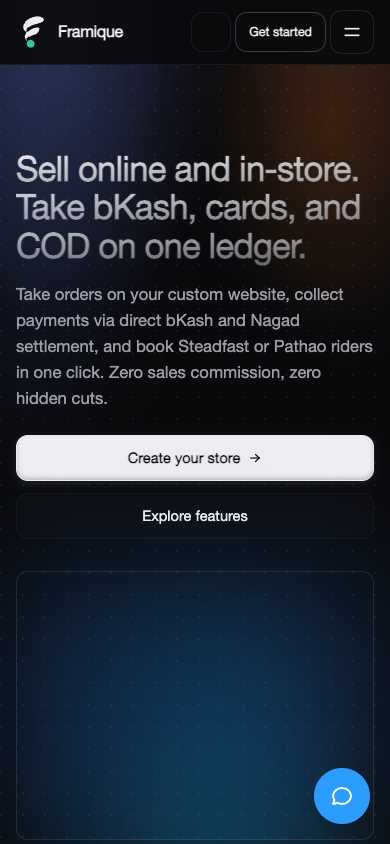 Framique
Get started
Sell online and in-store.
Take bKash, cards, and
COD on one ledger.
Take orders on your custom website, collect
payments via direct bKash and Nagad
settlement, and book Steadfast or Pathao riders
in one click. Zero sales commission, zero
hidden cuts.
Create your store →
Explore features